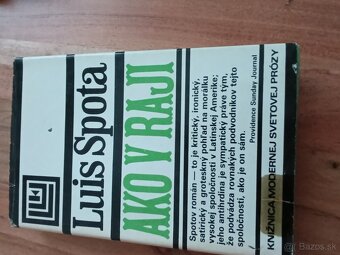 Luis Spota
AKO V RAJI
Spotov román — to je kritický, ironický,
satirický a groteskný pohľad na morálku
vysokej spoločnosti v Latinskej Amerike;
jeho antihrdina je sympatický práve tým,
že podvádza rovnakých podvodníkov tejto
spoločnosti, ako je on sám.
Providence Sunday Journal
KNIŽNICA MODERNEJ SVETOVEJ PRÓZY
bazos.sk